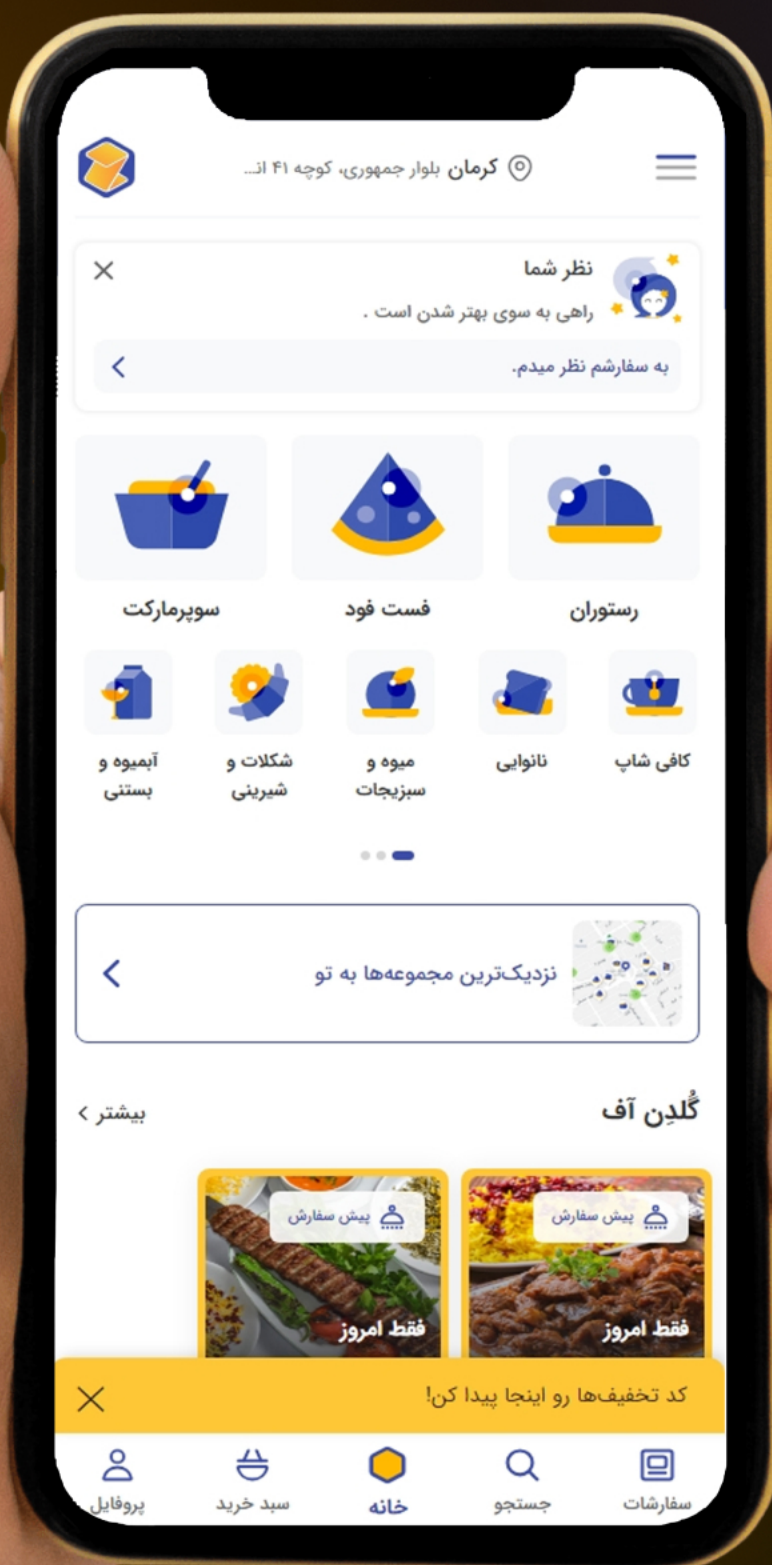 کرمان بلوار جمهوری، کوچه ۴۱ انـ...
نظر شما
راهی به سوی بهتر شدن است .
به سفارشم نظر میدم.
رستوران
فست فود
سوپرمارکت
کافی شاپ
نانوایی
میوه و
سبزیجات
شکلات و
شیرینی
آبمیوه و
بستنی
نزدیک‌ترین مجموعه‌ها به تو
گُلدِن آف
بیشتر >
پیش سفارش
فقط امروز
پیش سفارش
فقط امروز
کد تخفیف‌ها رو اینجا پیدا کن!
سفارشات
جستجو
خانه
سبد خرید
پروفایل